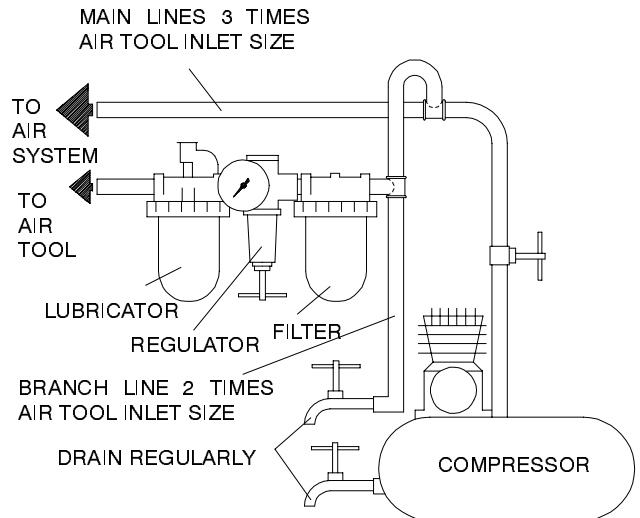 MAIN LINES 3 TIMES
AIR TOOL INLET SIZE
TO
AIR
SYSTEM
TO
AIR
TOOL
LUBRICATOR
REGULATOR
FILTER
BRANCH LINE 2 TIMES
AIR TOOL INLET SIZE
DRAIN REGULARLY
COMPRESSOR